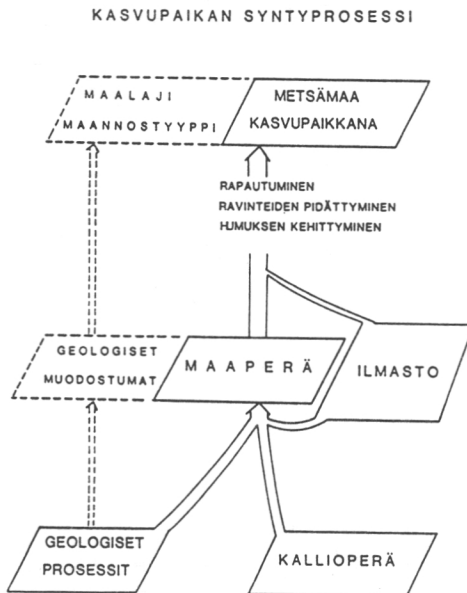 KASVUPAIKAN SYNTYPROSESSI
MAALAJI
MAANNOSTYYPPI
METSÄMAA
KASVUPAIKKANA
RAPAUTUMINEN
RAVINTEIDEN PIDÄTTYMINEN
HUMUKSEN KEHITTYMINEN
GEOLOGISET
MUODOSTUMAT
MAAPERÄ
ILMASTO
GEOLOGISET
PROSESSIT
KALLIOPERÄ